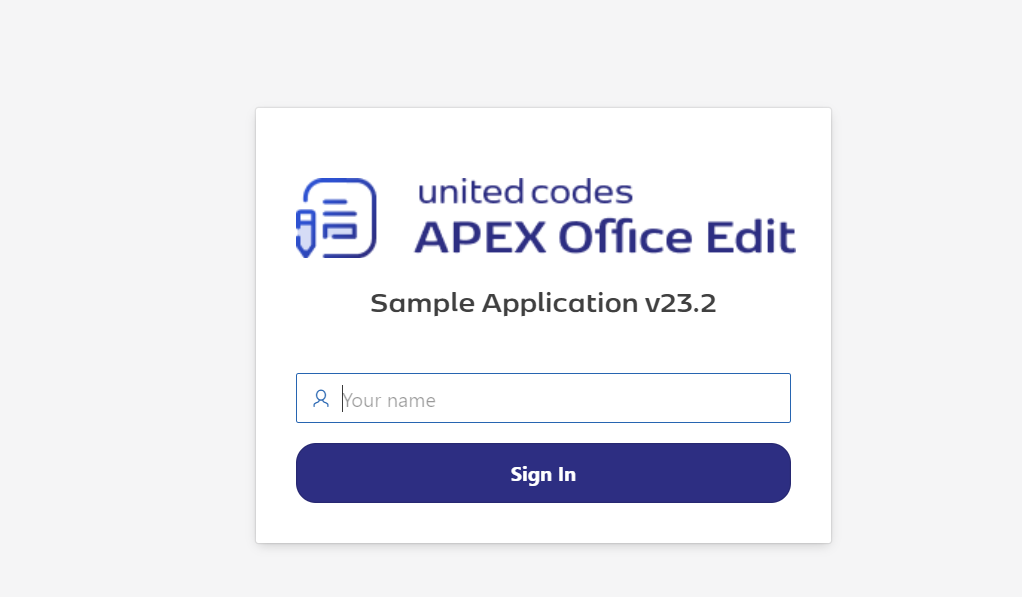 united codes
APEX Office Edit
Sample Application v23.2
Your name
Sign In